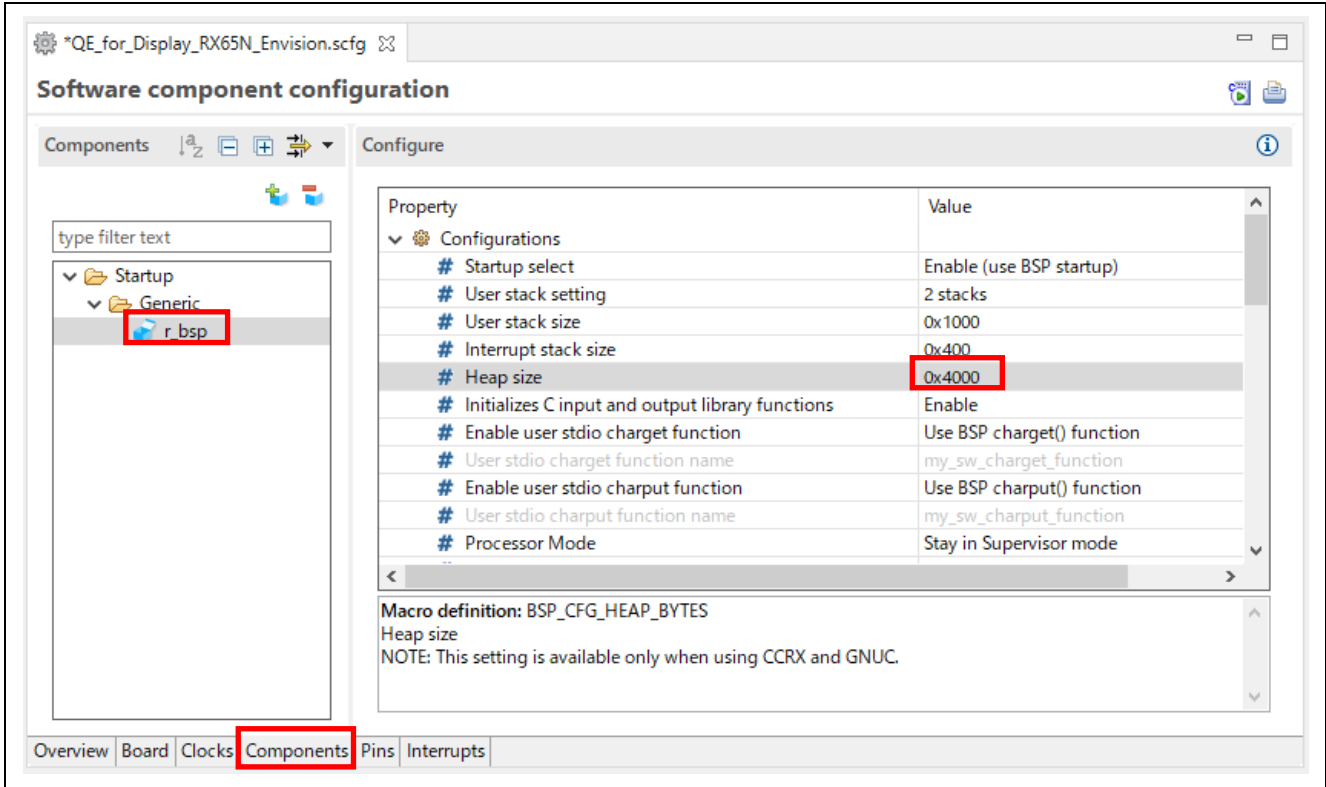 *QE_for_Display_RX65N_Envision.scfg
Software component configuration
Components
Configure
type filter text
Startup
Generic
r_bsp
Property Value
Configurations
# Startup select Enable (use BSP startup)
# User stack setting 2 stacks
# User stack size 0x1000
# Interrupt stack size 0x400
# Heap size 0x4000
# Initializes C input and output library functions Enable
# Enable user stdio charget function Use BSP charget() function
# User stdio charget function name my_sw_charget_function
# Enable user stdio charput function Use BSP charput() function
# User stdio charput function name my_sw_charput_function
# Processor Mode Stay in Supervisor mode
Macro definition: BSP_CFG_HEAP_BYTES
Heap size
NOTE: This setting is available only when using CCRX and GNUC.
Overview Board Clocks Components Pins Interrupts